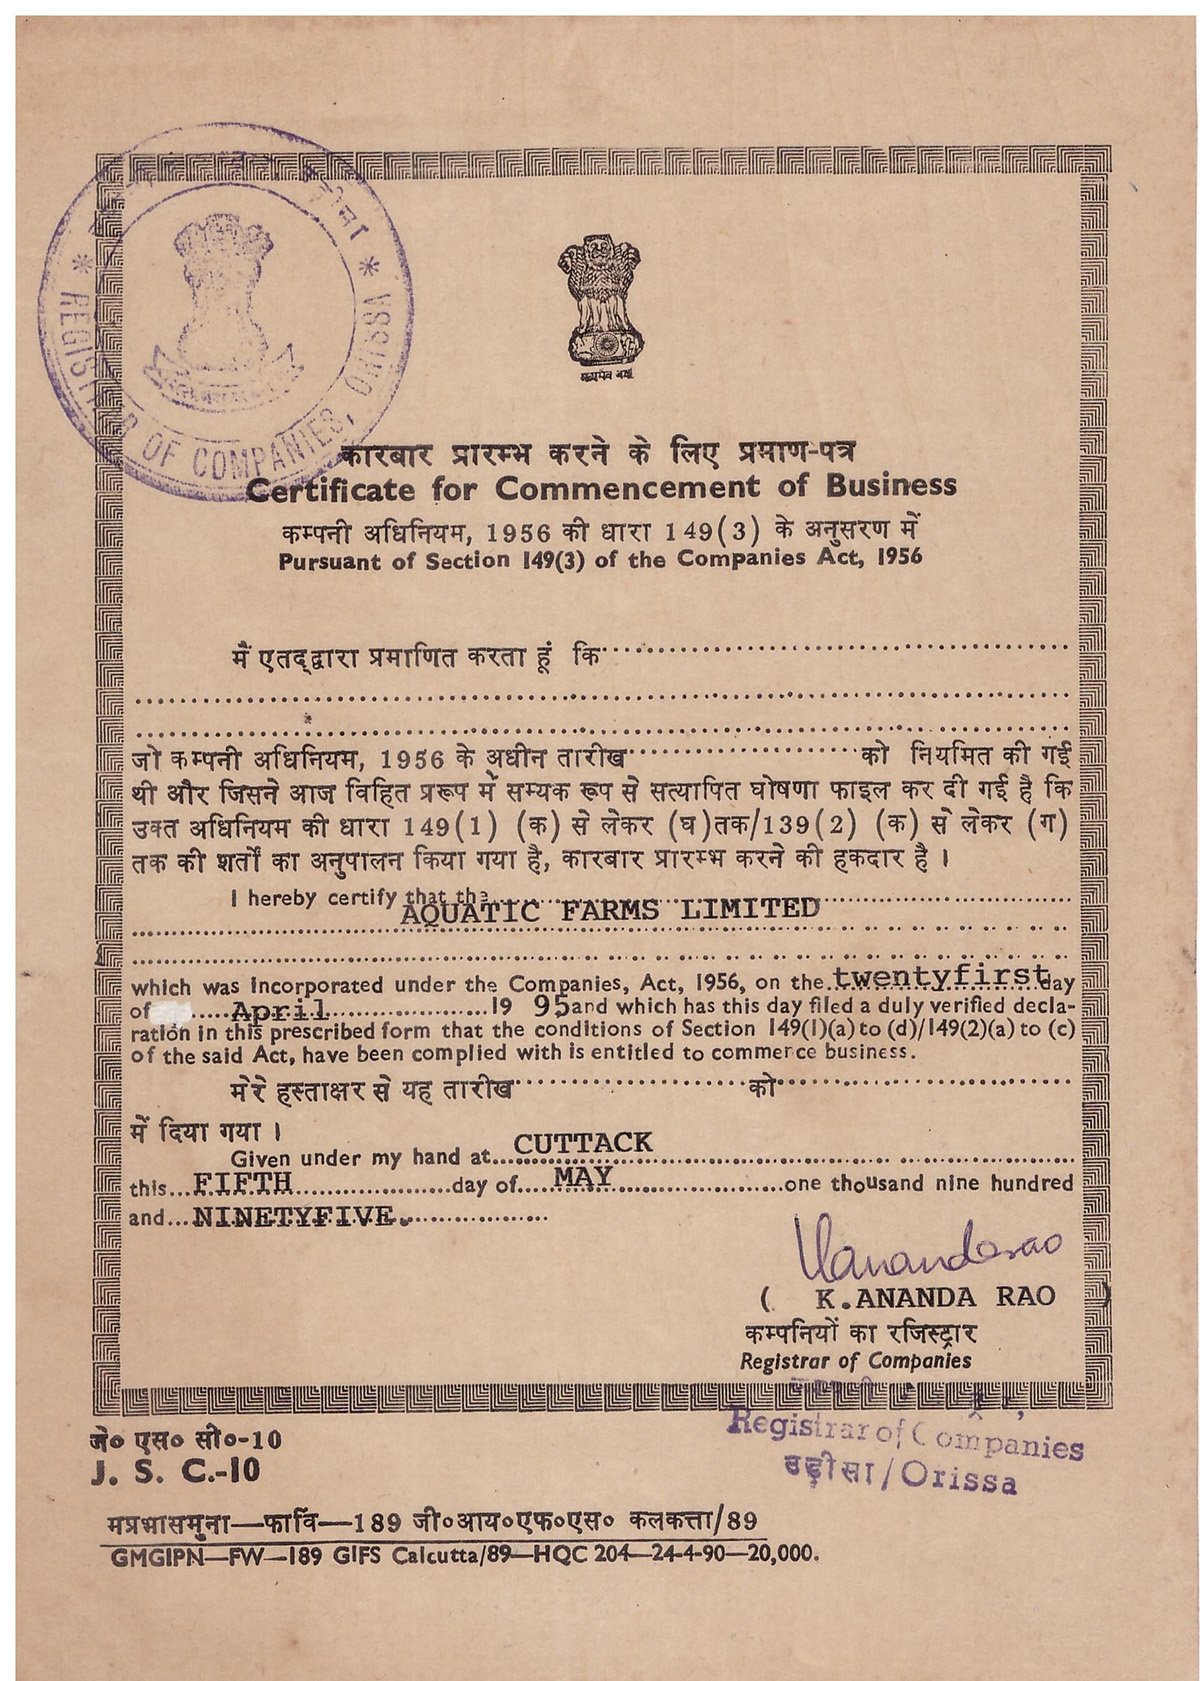 * REGISTRAR OF COMPANIES, ORISSA *
कारबार प्रारम्भ करने के लिए प्रमाण-पत्र
Certificate for Commencement of Business
कम्पनी अधिनियम, 1956 की धारा 149(3) के अनुसरण में
Pursuant of Section 149(3) of the Companies Act, 1956
मैं एतद्द्वारा प्रमाणित करता हूं कि
जो कम्पनी अधिनियम, 1956 के अधीन तारीख को नियमित की गई
थी और जिसने आज विहित प्ररूप में सम्यक रूप से सत्यापित घोषणा फाइल कर दी गई है कि
उक्त अधिनियम की धारा 149(1) (क) से लेकर (घ)तक/139(2) (क) से लेकर (ग)
तक की शर्तों का अनुपालन किया गया है, कारबार प्रारम्भ करने की हकदार है ।
I hereby certify that the
AQUATIC FARMS LIMITED
which was incorporated under the Companies, Act, 1956, on the twentyfirst day
of April 19 95 and which has this day filed a duly verified decla-
ration in this prescribed form that the conditions of Section 149(1)(a) to (d)/149(2)(a) to (c)
of the said Act, have been complied with is entitled to commerce business.
मेरे हस्ताक्षर से यह तारीख को
में दिया गया ।
Given under my hand at CUTTACK
this FIFTH day of MAY one thousand nine hundred
and NINETYFIVE.
( K.ANANDA RAO )
कम्पनियों का रजिस्ट्रार
Registrar of Companies
Registrar of Companies
उड़ीसा/Orissa
जे० एस० सी०-10
J. S. C.-10
मप्रभासमुना—फार्वि—189 जी०आय०एफ०एस० कलकत्ता/89
GMGIPN—FW—189 GIFS Calcutta/89—HQC 204—24-4-90—20,000.